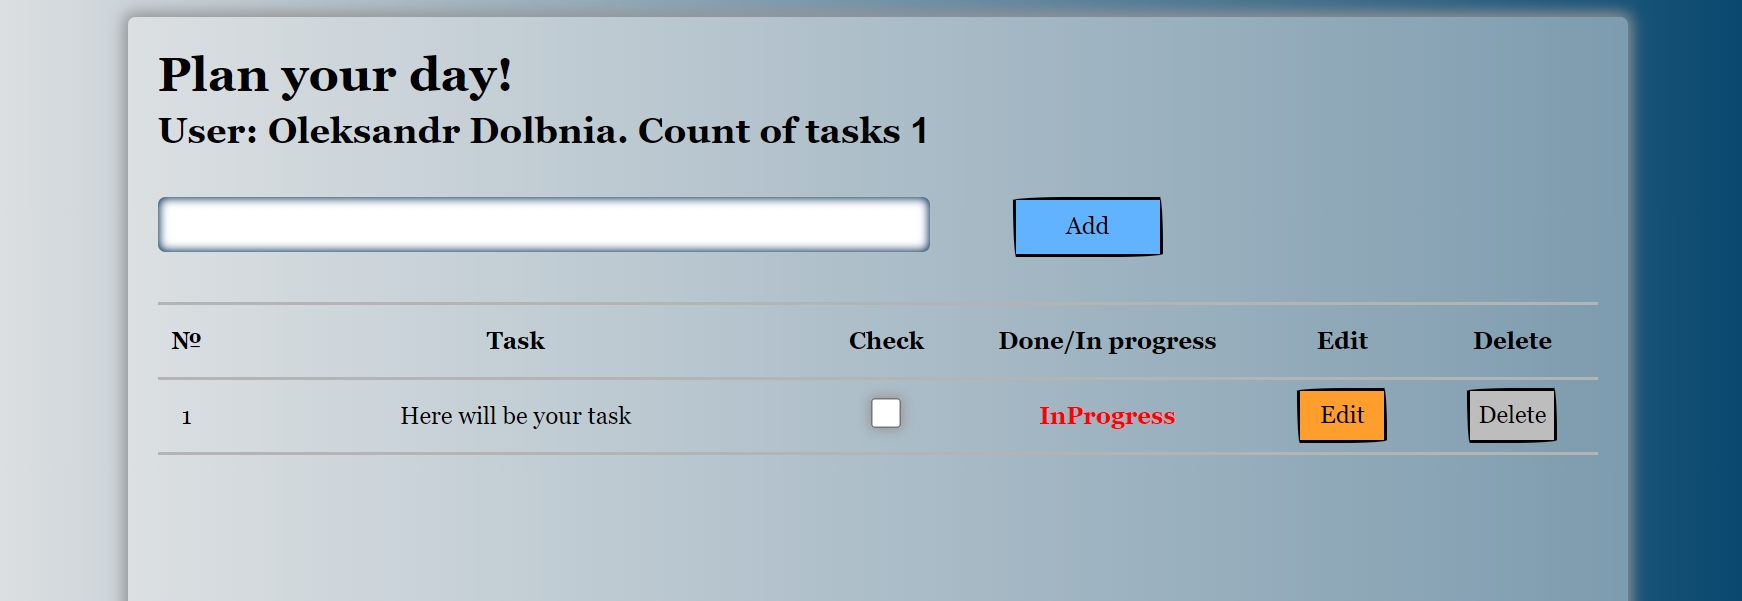 Plan your day!
User: Oleksandr Dolbnia. Count of tasks 1
Add
№ Task Check Done/In progress Edit Delete
1 Here will be your task InProgress Edit Delete